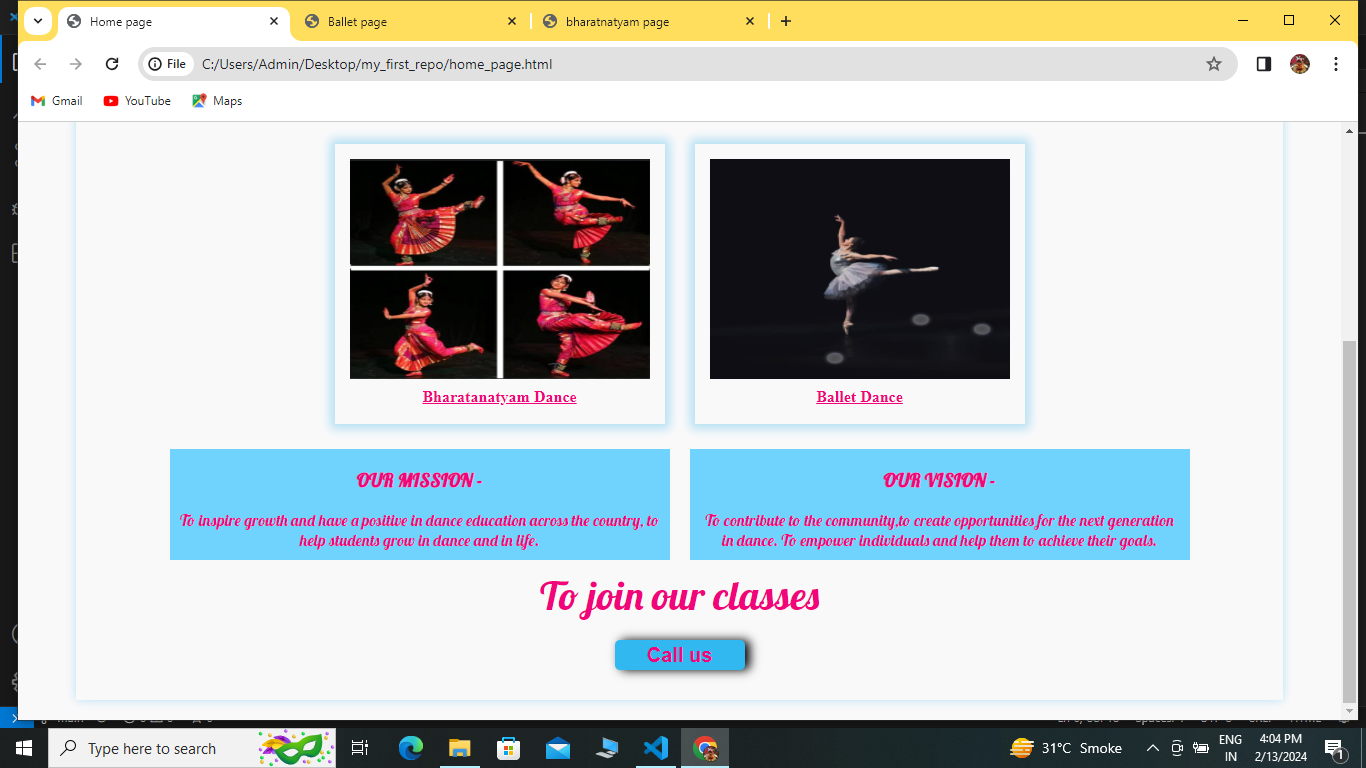 Home page
Ballet page
bharatnatyam page
File
C:/Users/Admin/Desktop/my_first_repo/home_page.html
Gmail
YouTube
Maps
Bharatanatyam Dance
Ballet Dance
OUR MISSION -
To inspire growth and have a positive in dance education across the country, to
help students grow in dance and in life.
OUR VISION -
To contribute to the community,to create opportunities for the next generation
in dance. To empower individuals and help them to achieve their goals.
To join our classes
Call us
Type here to search
31°C Smoke
ENG
IN
4:04 PM
2/13/2024
1